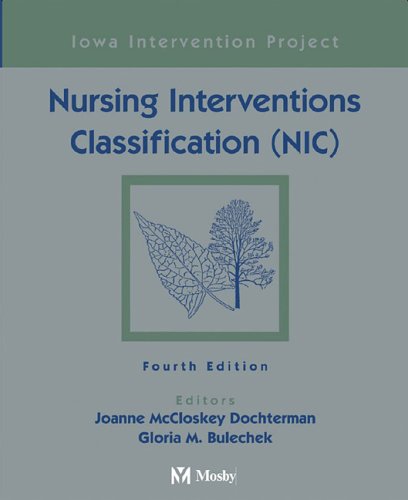 Iowa Intervention Project
Nursing Interventions
Classification (NIC)
Fourth Edition
Editors
Joanne McCloskey Dochterman
Gloria M. Bulechek
M Mosby